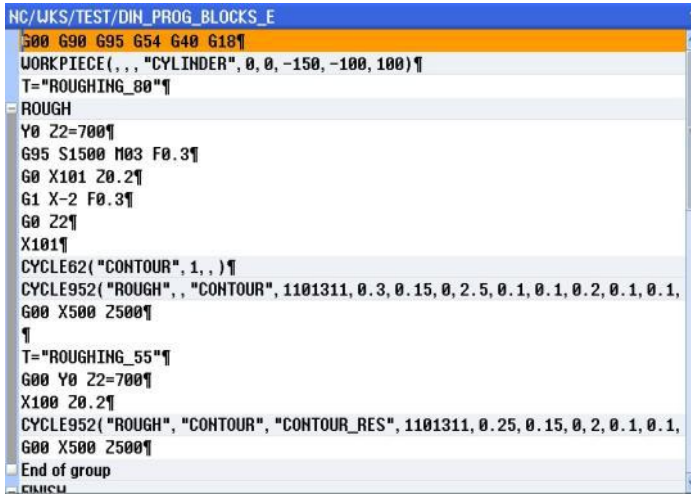 NC/WKS/TEST/DIN_PROG_BLOCKS_E
G00 G90 G95 G54 G40 G18¶
WORKPIECE(,,,"CYLINDER",0,0,-150,-100,100)¶
T="ROUGHING_80"¶
ROUGH
Y0 Z2=700¶
G95 S1500 M03 F0.3¶
G0 X101 Z0.2¶
G1 X-2 F0.3¶
G0 Z2¶
X101¶
CYCLE62("CONTOUR",1,,)¶
CYCLE952("ROUGH",,"CONTOUR",1101311,0.3,0.15,0,2.5,0.1,0.1,0.2,0.1,0.1,
G00 X500 Z500¶
¶
T="ROUGHING_55"¶
G00 Y0 Z2=700¶
X100 Z0.2¶
CYCLE952("ROUGH","CONTOUR","CONTOUR_RES",1101311,0.25,0.15,0,2,0.1,0.1,
G00 X500 Z500¶
End of group
FINISH